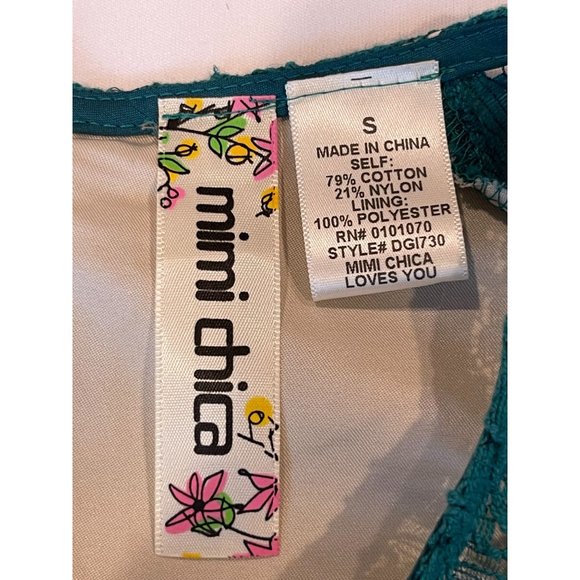 mimi chica
S
MADE IN CHINA
SELF:
79% COTTON
21% NYLON
LINING:
100% POLYESTER
RN# 0101070
STYLE# DGI730
MIMI CHICA
LOVES YOU